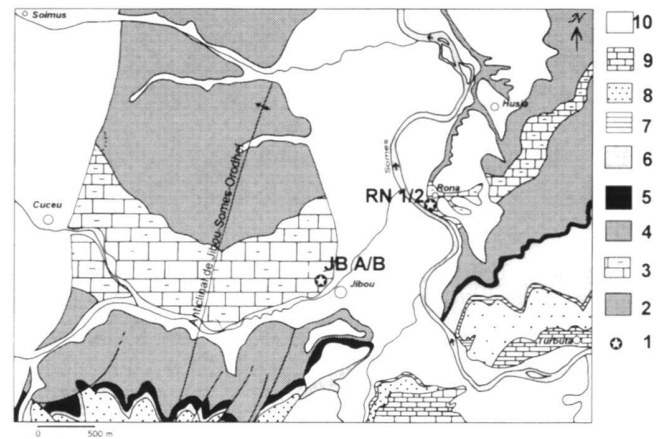 Soimus
N
Husia
Somes
Cuceu
Rona
RN 1/2
Anticlinal de Jibou Somes-Orodhet
JB A/B
Jibou
Turbuta
0 500 m
10
9
8
7
6
5
4
3
2
1